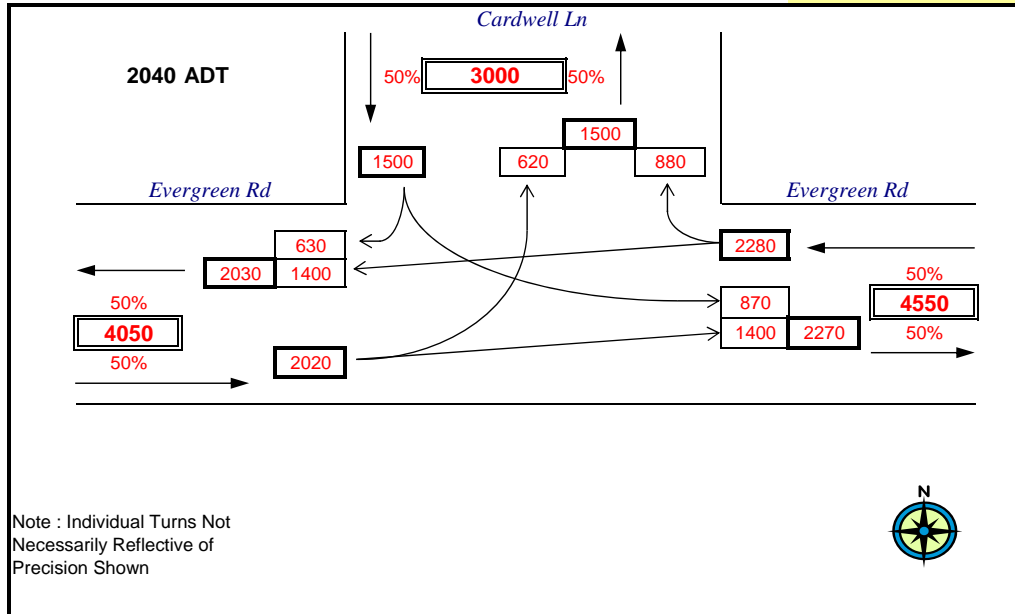 Cardwell Ln
2040 ADT
50% 3000 50%
1500
1500 620 880
Evergreen Rd Evergreen Rd
630 2280
2030 1400 50%
50% 870 4550
4050 1400 2270 50%
50% 2020
N
Note : Individual Turns Not
Necessarily Reflective of
Precision Shown